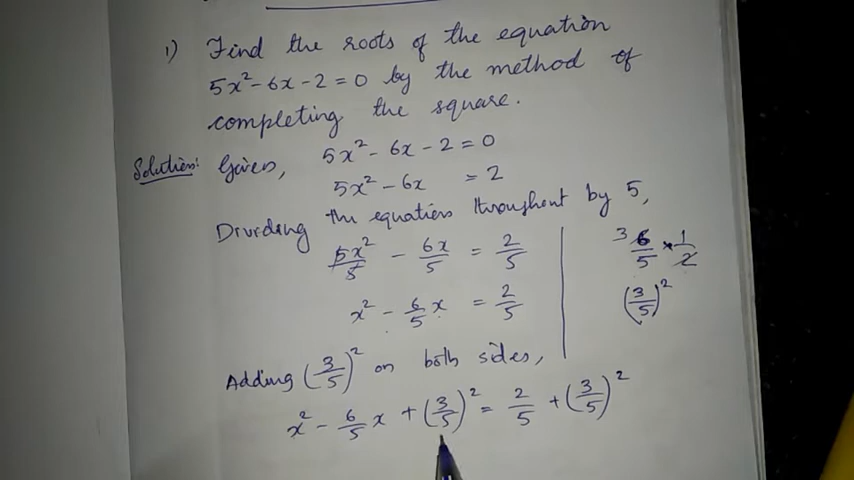 1) Find the roots of the equation
5x² - 6x - 2 = 0 by the method of
completing the square.
Solution: Given, 5x² - 6x - 2 = 0
5x² - 6x = 2
Dividing the equation throughout by 5,
5x²/5 - 6x/5 = 2/5
x² - 6/5 x = 2/5
3 6/5 × 1/2
(3/5)²
Adding (3/5)² on both sides,
x² - 6/5 x + (3/5)² = 2/5 + (3/5)²